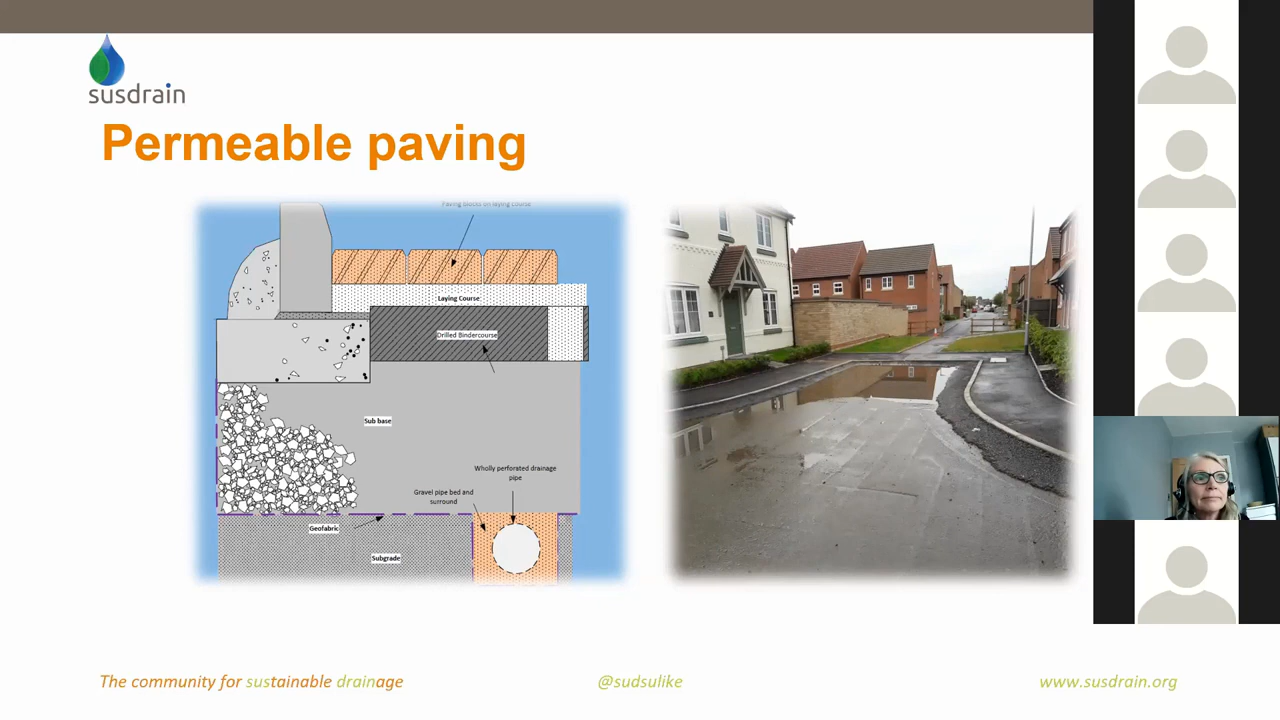 susdrain
Permeable paving
Paving blocks on laying course
Laying Course
Drilled Bindercourse
Sub base
Wholly perforated drainage
pipe
Gravel pipe bed and
surround
Geofabric
Subgrade
The community for sustainable drainage
@sudsulike
www.susdrain.org